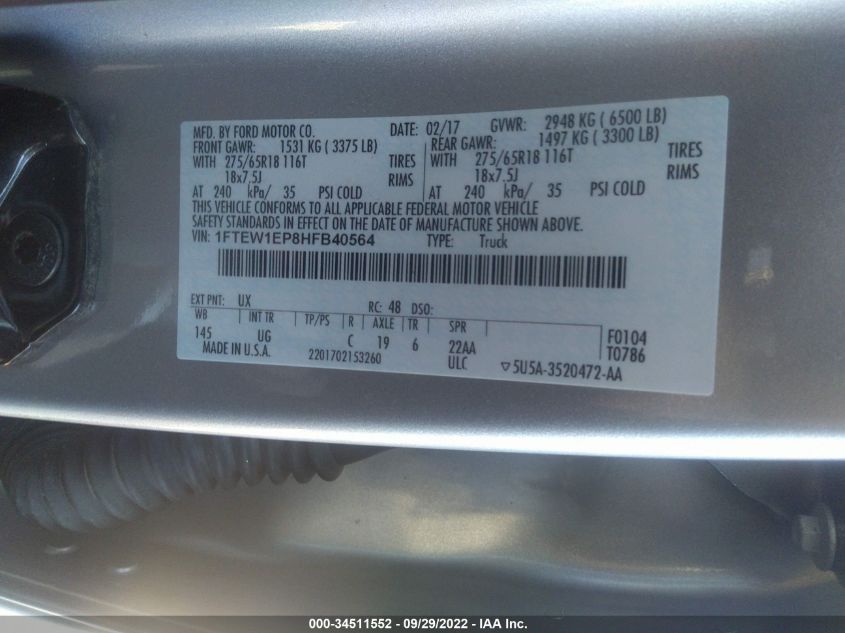 MFD. BY FORD MOTOR CO. DATE: 02/17 GVWR: 2948 KG ( 6500 LB)
FRONT GAWR: 1531 KG ( 3375 LB) REAR GAWR: 1497 KG ( 3300 LB)
WITH 275/65R18 116T TIRES WITH 275/65R18 116T TIRES
18x7.5J RIMS 18x7.5J RIMS
AT 240 kPa/ 35 PSI COLD AT 240 kPa/ 35 PSI COLD
THIS VEHICLE CONFORMS TO ALL APPLICABLE FEDERAL MOTOR VEHICLE
SAFETY STANDARDS IN EFFECT ON THE DATE OF MANUFACTURE SHOWN ABOVE.
VIN: 1FTEW1EP8HFB40564 TYPE: Truck
EXT PNT: UX RC: 48 DSO:
WB INT TR TP/PS R AXLE TR SPR
145 UG C 19 6 22AA F0104
MADE IN U.S.A. 2201702153260 ULC ▽5U5A-3520472-AA T0786
000-34511552 - 09/29/2022 - IAA Inc.